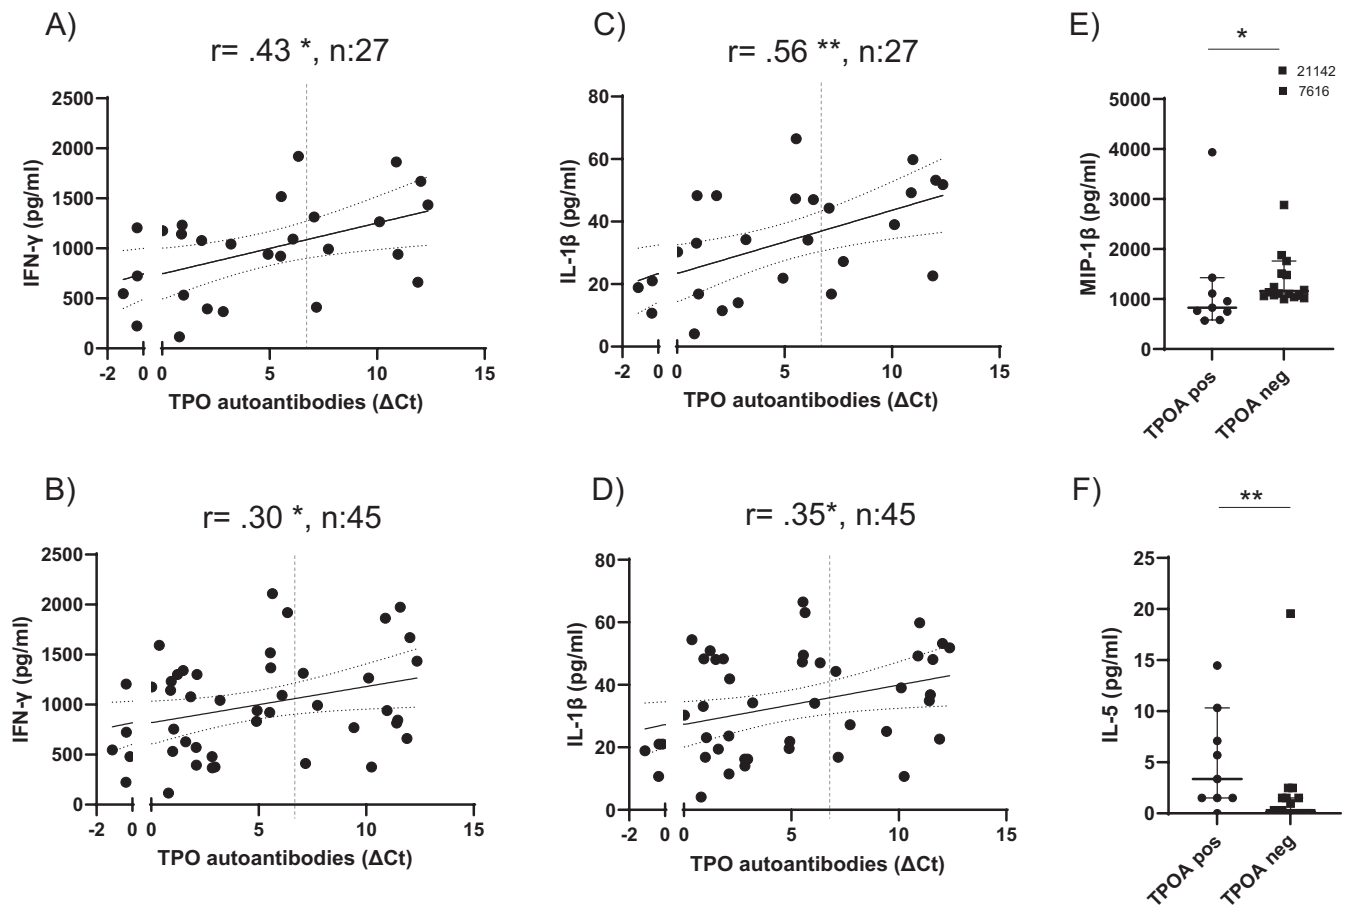 A)
r= .43 *, n:27
2500
2000
1500
1000
500
0
IFN-γ (pg/ml)
-2 0 0 5 10 15
TPO autoantibodies (ΔCt)
C)
r= .56 **, n:27
80
60
40
20
0
IL-1β (pg/ml)
-2 0 0 5 10 15
TPO autoantibodies (ΔCt)
E)
*
21142
7616
5000
4000
3000
2000
1000
0
MIP-1β (pg/ml)
TPOA pos
TPOA neg
B)
r= .30 *, n:45
2500
2000
1500
1000
500
0
IFN-γ (pg/ml)
-2 0 0 5 10 15
TPO autoantibodies (ΔCt)
D)
r= .35*, n:45
80
60
40
20
0
IL-1β (pg/ml)
-2 0 0 5 10 15
TPO autoantibodies (ΔCt)
F)
**
25
20
15
10
5
0
IL-5 (pg/ml)
TPOA pos
TPOA neg